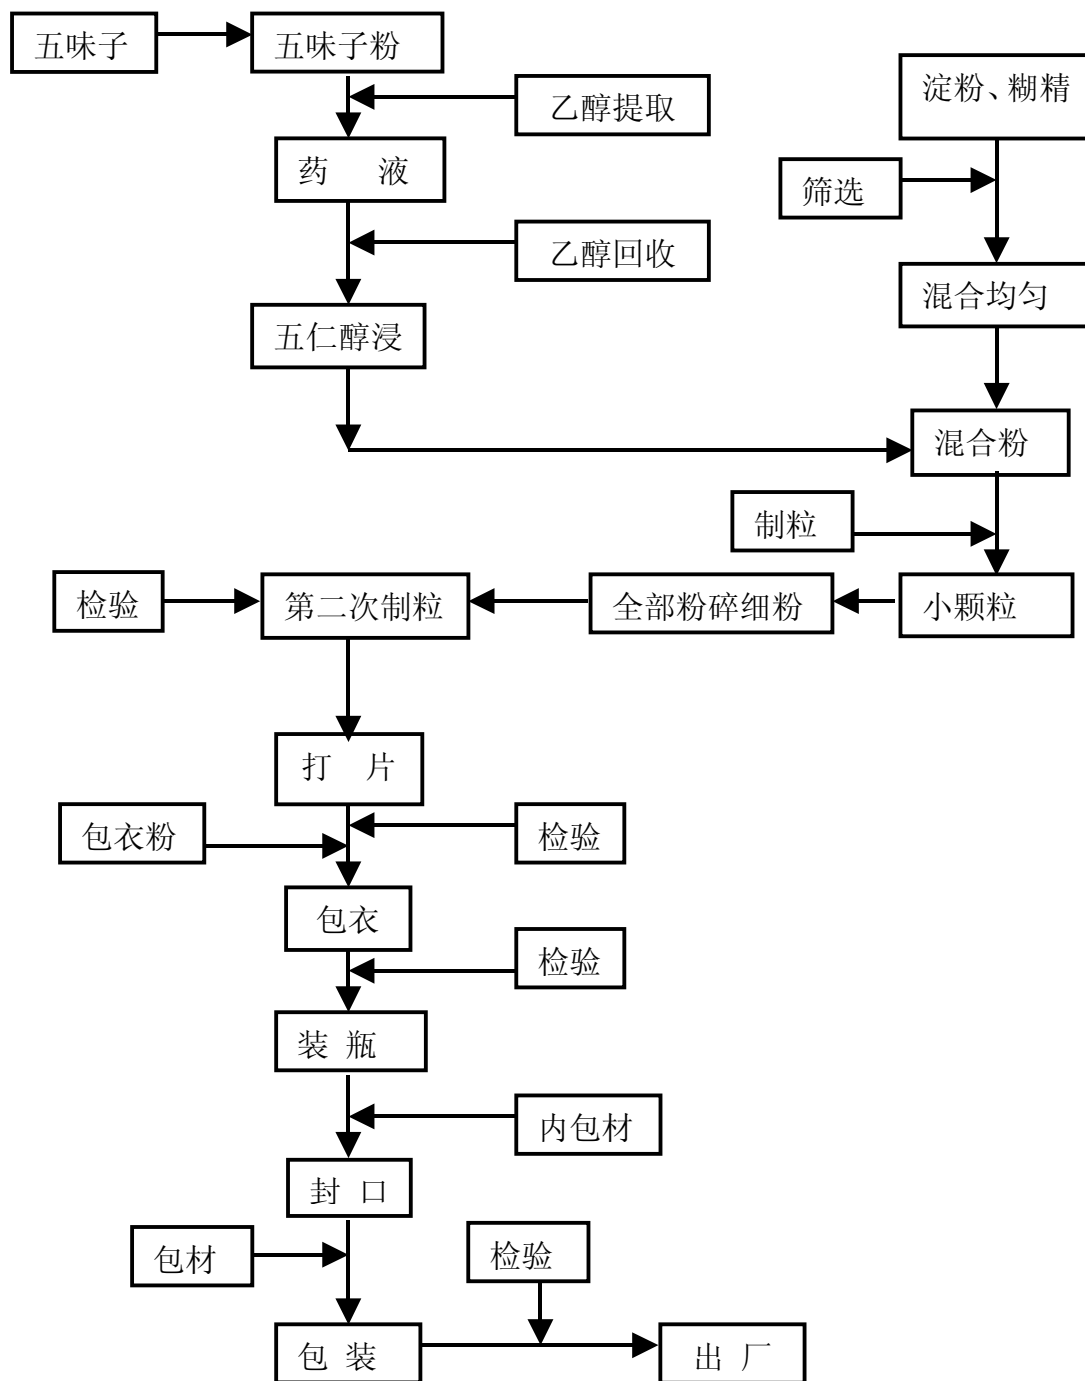 五味子
五味子粉
淀粉、糊精
乙醇提取
药 液
筛选
乙醇回收
混合均匀
五仁醇浸
混合粉
制粒
检验
第二次制粒
全部粉碎细粉
小颗粒
打 片
包衣粉
检验
包衣
检验
装 瓶
内包材
封 口
包材
检验
包 装
出 厂